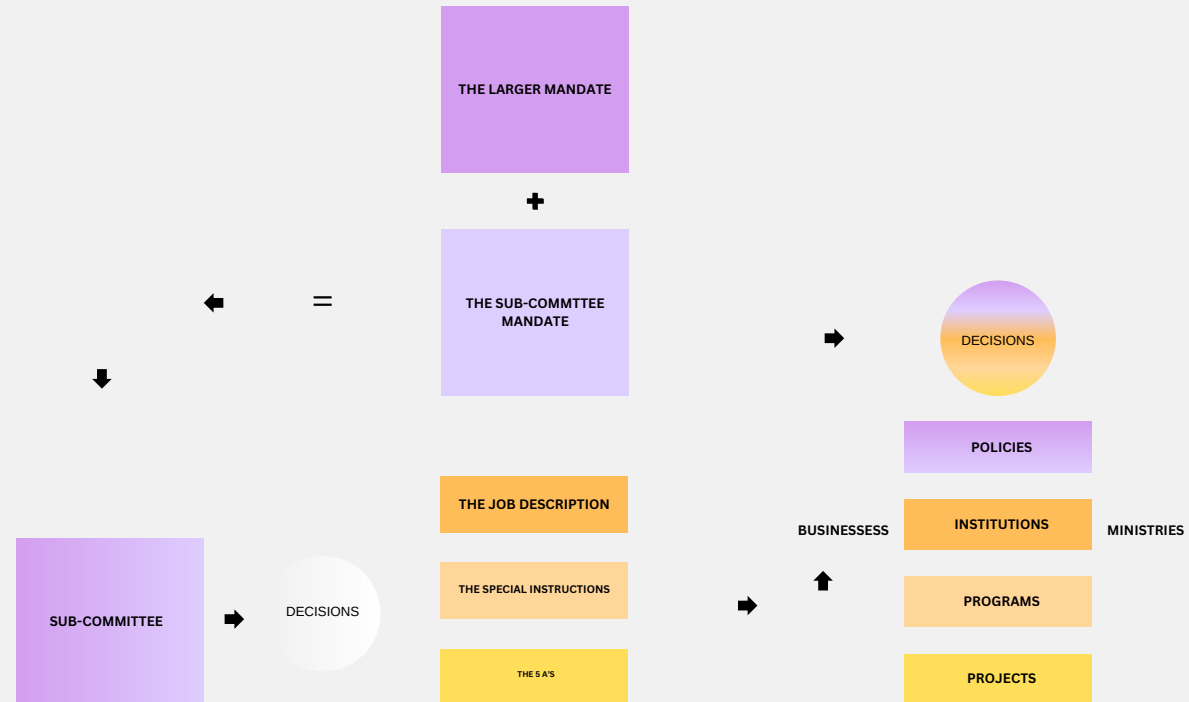 THE LARGER MANDATE
THE SUB-COMMTTEE
MANDATE
=
DECISIONS
POLICIES
THE JOB DESCRIPTION
BUSINESSESS
INSTITUTIONS
MINISTRIES
THE SPECIAL INSTRUCTIONS
PROGRAMS
SUB-COMMITTEE
DECISIONS
THE 5 A'S
PROJECTS